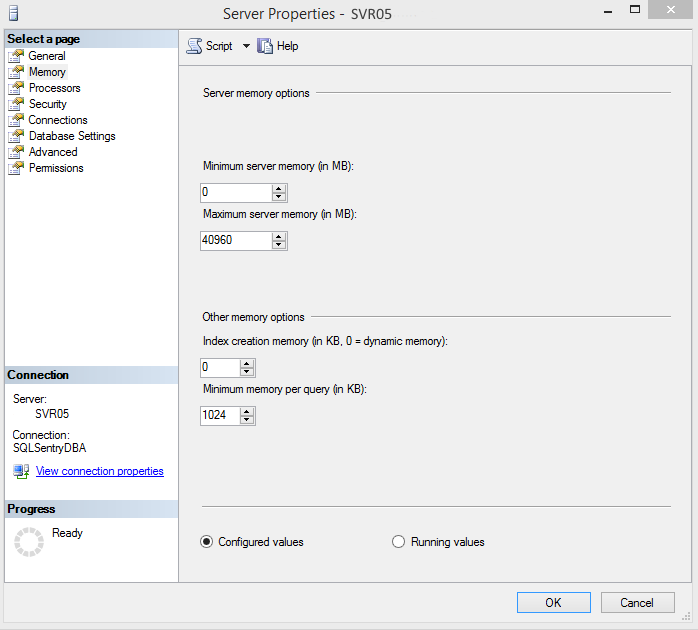 Server Properties - SVR05
Select a page
General
Memory
Processors
Security
Connections
Database Settings
Advanced
Permissions
Connection
Server:
SVR05
Connection:
SQLSentryDBA
View connection properties
Progress
Ready
Script
Help
Server memory options
Minimum server memory (in MB):
0
Maximum server memory (in MB):
40960
Other memory options
Index creation memory (in KB, 0 = dynamic memory):
0
Minimum memory per query (in KB):
1024
Configured values
Running values
OK
Cancel